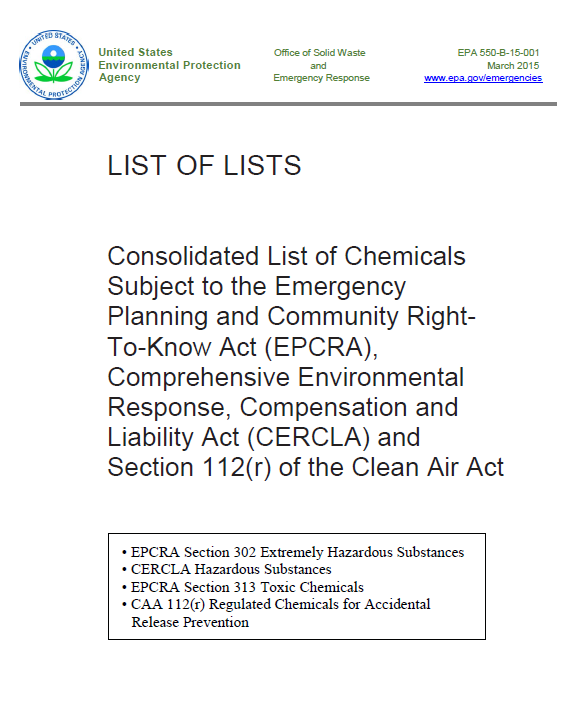 UNITED STATES
ENVIRONMENTAL PROTECTION AGENCY
United States
Environmental Protection
Agency
Office of Solid Waste
and
Emergency Response
EPA 550-B-15-001
March 2015
www.epa.gov/emergencies
LIST OF LISTS
Consolidated List of Chemicals
Subject to the Emergency
Planning and Community Right-
To-Know Act (EPCRA),
Comprehensive Environmental
Response, Compensation and
Liability Act (CERCLA) and
Section 112(r) of the Clean Air Act
• EPCRA Section 302 Extremely Hazardous Substances
• CERCLA Hazardous Substances
• EPCRA Section 313 Toxic Chemicals
• CAA 112(r) Regulated Chemicals for Accidental
Release Prevention